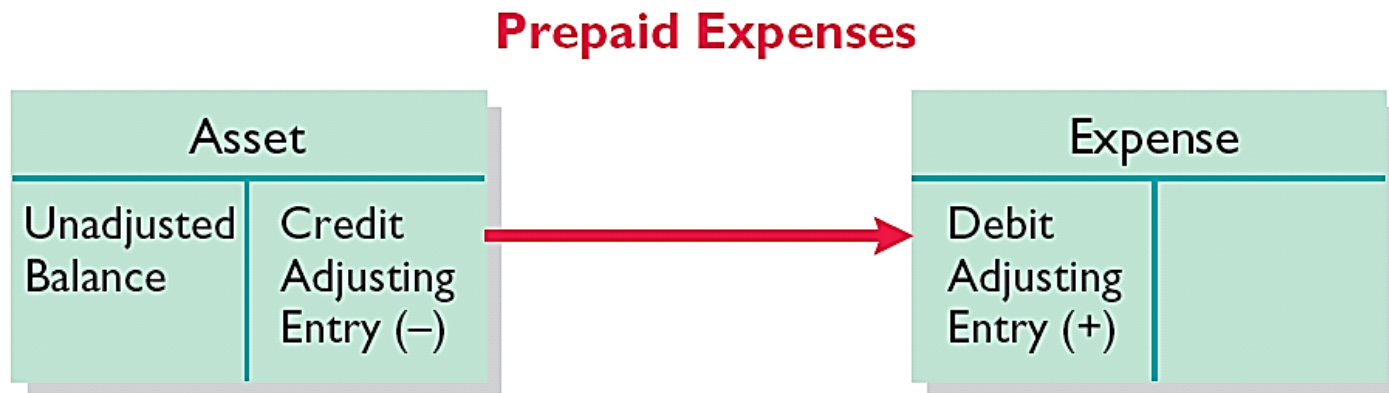 Prepaid Expenses
Asset
Unadjusted
Balance
Credit
Adjusting
Entry (–)
Expense
Debit
Adjusting
Entry (+)